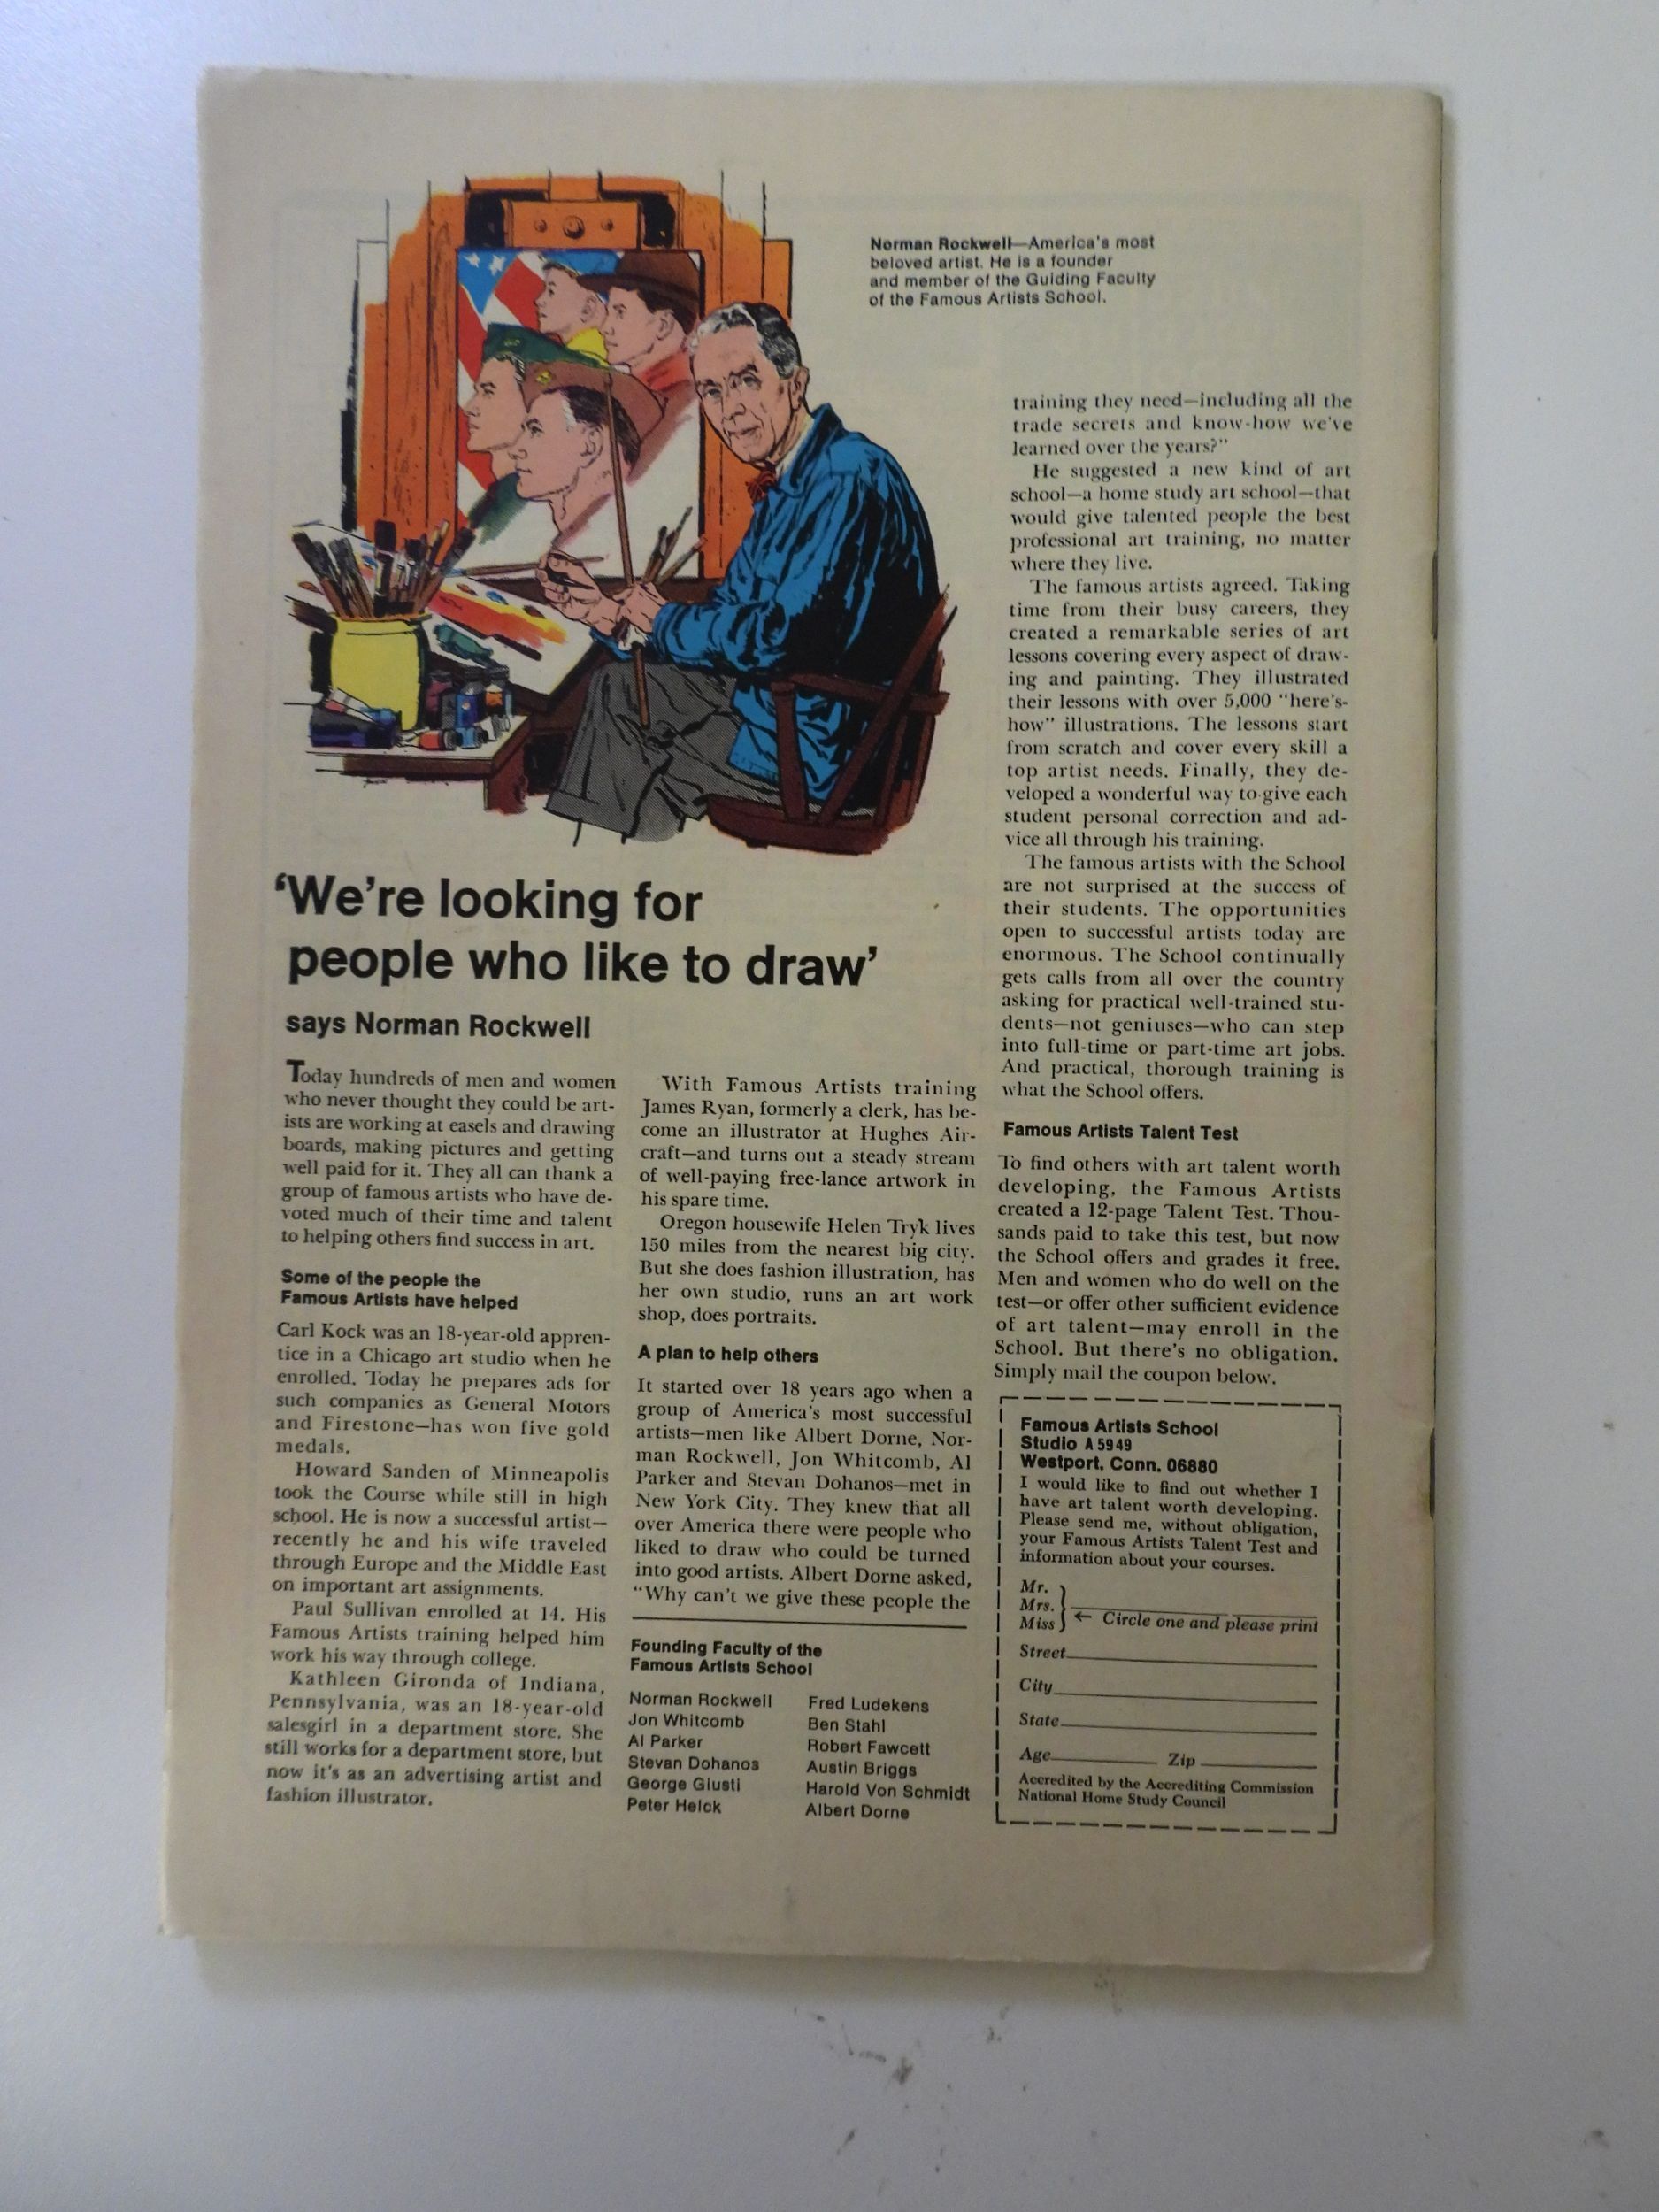 Norman Rockwell—America's most
beloved artist. He is a founder
and member of the Guiding Faculty
of the Famous Artists School.
'We're looking for
people who like to draw'
says Norman Rockwell
Today hundreds of men and women
who never thought they could be art-
ists are working at easels and drawing
boards, making pictures and getting
well paid for it. They all can thank a
group of famous artists who have de-
voted much of their time and talent
to helping others find success in art.
Some of the people the
Famous Artists have helped
Carl Kock was an 18-year-old appren-
tice in a Chicago art studio when he
enrolled. Today he prepares ads for
such companies as General Motors
and Firestone—has won five gold
medals.
Howard Sanden of Minneapolis
took the Course while still in high
school. He is now a successful artist—
recently he and his wife traveled
through Europe and the Middle East
on important art assignments.
Paul Sullivan enrolled at 14. His
Famous Artists training helped him
work his way through college.
Kathleen Gironda of Indiana,
Pennsylvania, was an 18-year-old
salesgirl in a department store. She
still works for a department store, but
now it's as an advertising artist and
fashion illustrator.
With Famous Artists training
James Ryan, formerly a clerk, has be-
come an illustrator at Hughes Air-
craft—and turns out a steady stream
of well-paying free-lance artwork in
his spare time.
Oregon housewife Helen Tryk lives
150 miles from the nearest big city.
But she does fashion illustration, has
her own studio, runs an art work
shop, does portraits.
A plan to help others
It started over 18 years ago when a
group of America's most successful
artists—men like Albert Dorne, Nor-
man Rockwell, Jon Whitcomb, Al
Parker and Stevan Dohanos—met in
New York City. They knew that all
over America there were people who
liked to draw who could be turned
into good artists. Albert Dorne asked,
"Why can't we give these people the
training they need—including all the
trade secrets and know-how we've
learned over the years?"
He suggested a new kind of art
school—a home study art school—that
would give talented people the best
professional art training, no matter
where they live.
The famous artists agreed. Taking
time from their busy careers, they
created a remarkable series of art
lessons covering every aspect of draw-
ing and painting. They illustrated
their lessons with over 5,000 "here's-
how" illustrations. The lessons start
from scratch and cover every skill a
top artist needs. Finally, they de-
veloped a wonderful way to give each
student personal correction and ad-
vice all through his training.
The famous artists with the School
are not surprised at the success of
their students. The opportunities
open to successful artists today are
enormous. The School continually
gets calls from all over the country
asking for practical well-trained stu-
dents—not geniuses—who can step
into full-time or part-time art jobs.
And practical, thorough training is
what the School offers.
Famous Artists Talent Test
To find others with art talent worth
developing, the Famous Artists
created a 12-page Talent Test. Thou-
sands paid to take this test, but now
the School offers and grades it free.
Men and women who do well on the
test—or offer other sufficient evidence
of art talent—may enroll in the
School. But there's no obligation.
Simply mail the coupon below.
Founding Faculty of the
Famous Artists School
Norman Rockwell
Jon Whitcomb
Al Parker
Stevan Dohanos
George Giusti
Peter Helck
Fred Ludekens
Ben Stahl
Robert Fawcett
Austin Briggs
Harold Von Schmidt
Albert Dorne
Famous Artists School
Studio A5949
Westport, Conn. 06880
I would like to find out whether I
have art talent worth developing.
Please send me, without obligation,
your Famous Artists Talent Test and
information about your courses.
Mr.
Mrs.
Miss ← Circle one and please print
Street
City
State
Age Zip
Accredited by the Accrediting Commission
National Home Study Council